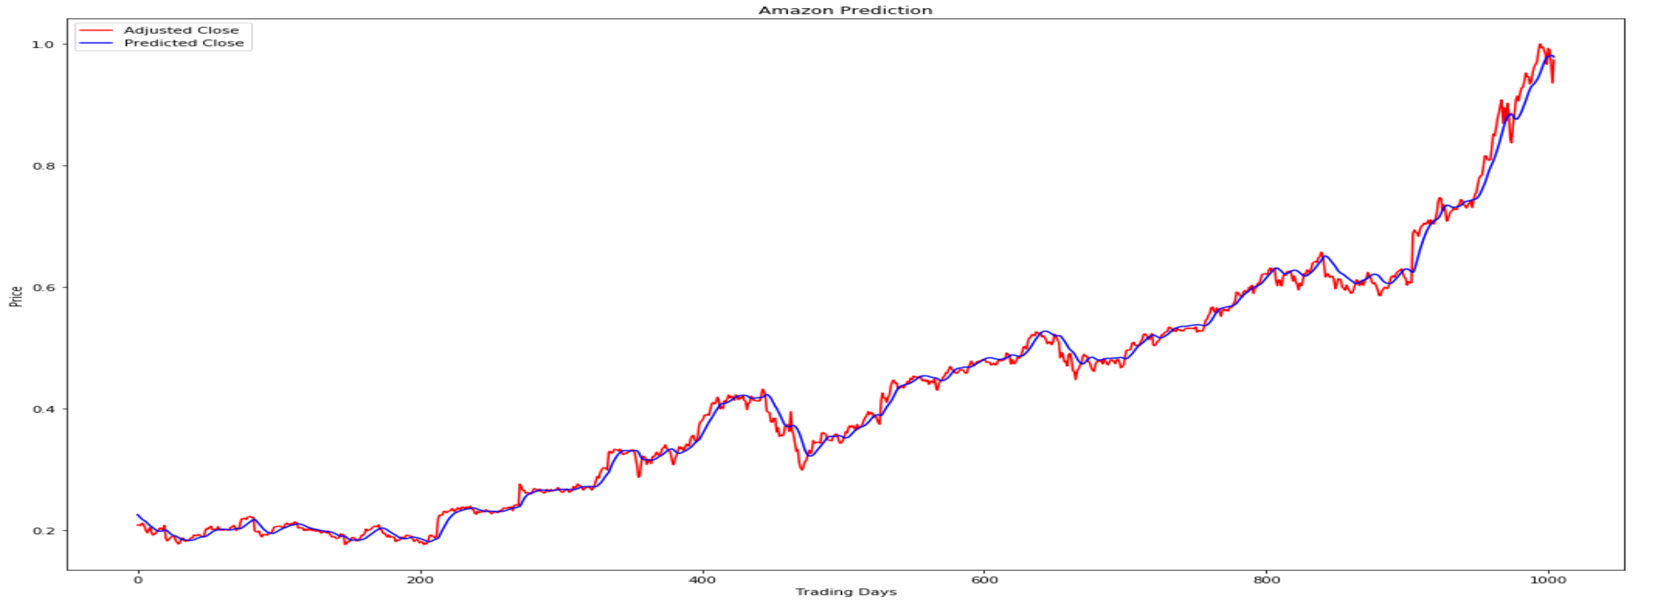 Amazon Prediction
Adjusted Close
Predicted Close
1.0
0.8
0.6
0.4
0.2
Price
0 200 400 600 800 1000
Trading Days